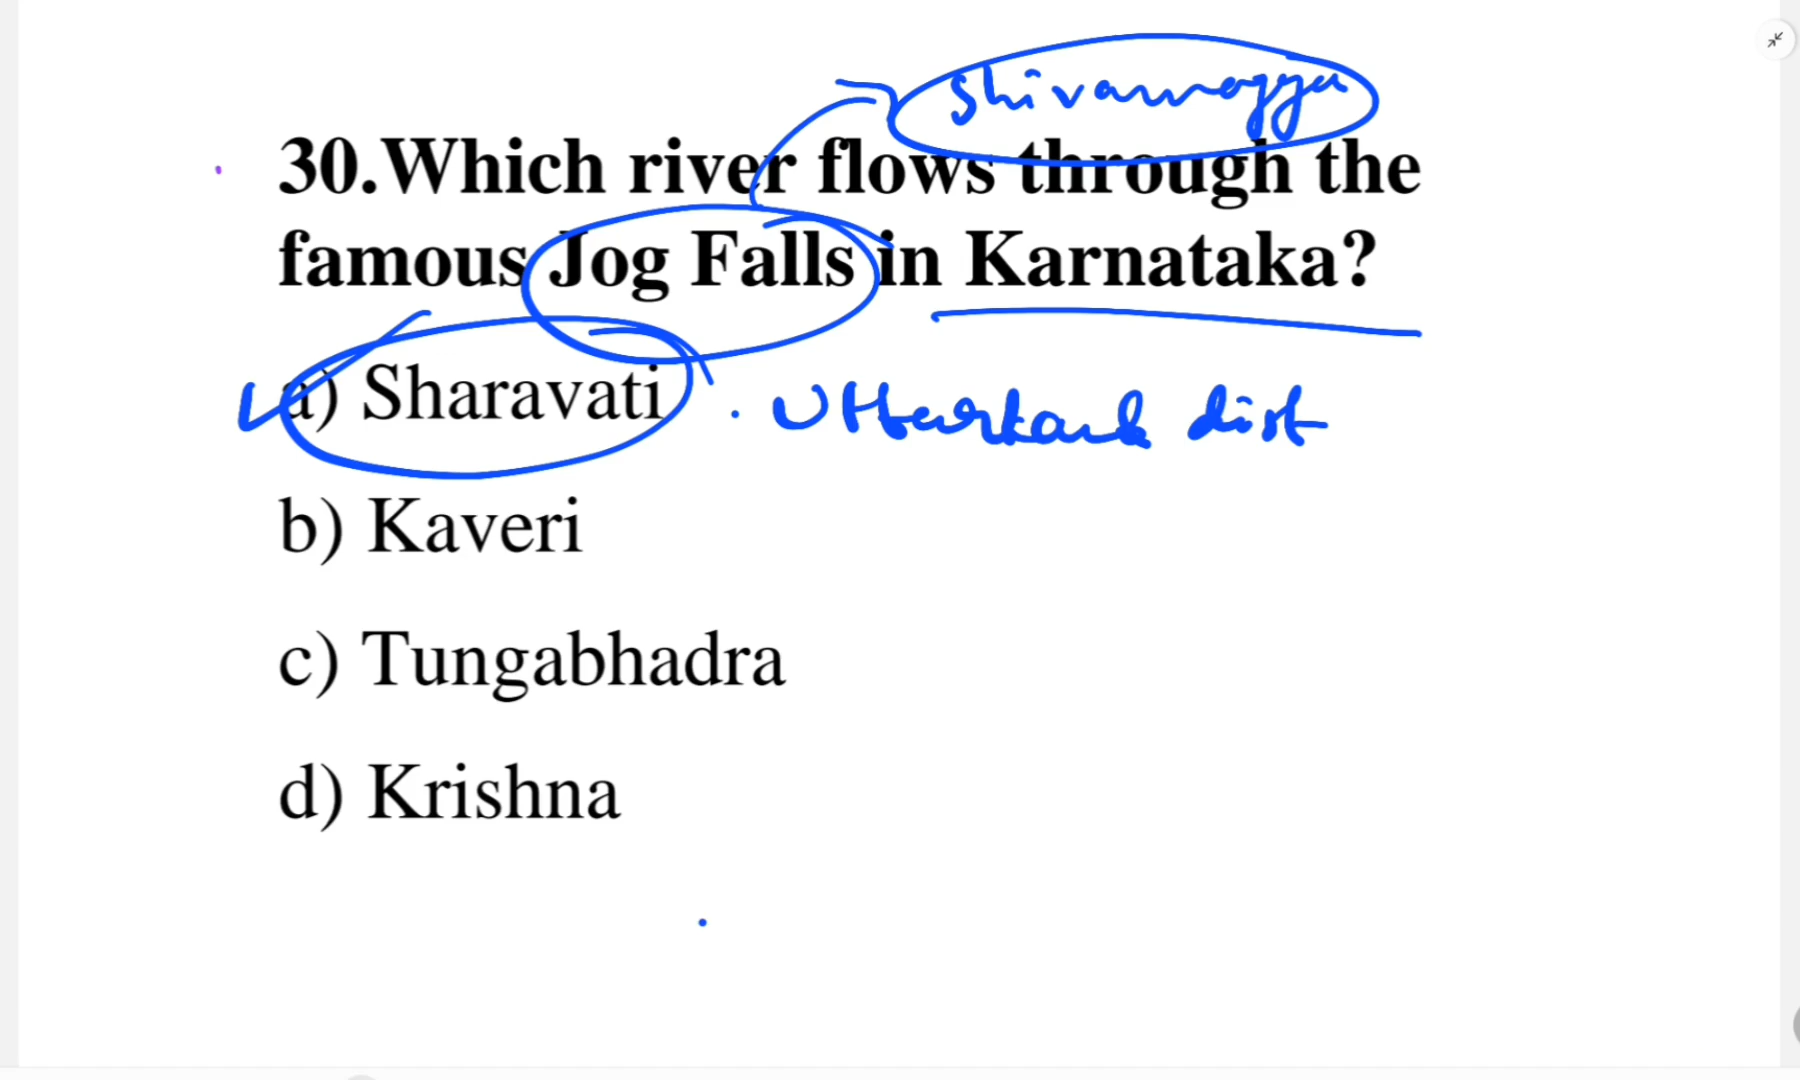 shivamogga
30.Which river flows through the
famous Jog Falls in Karnataka?
a) Sharavati
. Uttarkand dist
b) Kaveri
c) Tungabhadra
d) Krishna